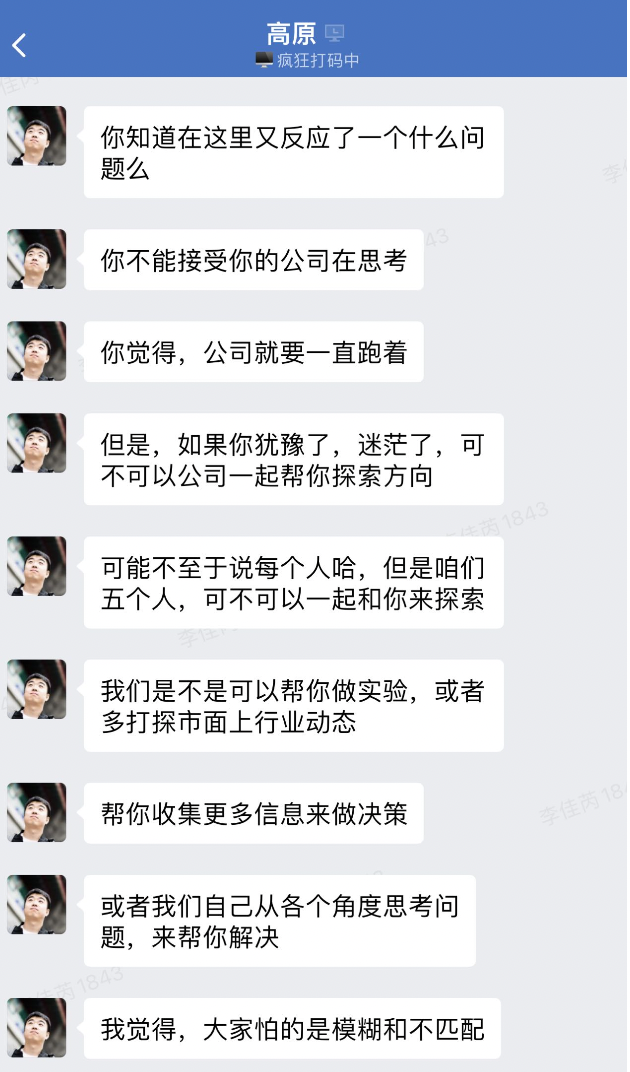 高原
疯狂打码中
你知道在这里又反应了一个什么问
题么
你不能接受你的公司在思考
你觉得，公司就要一直跑着
但是，如果你犹豫了，迷茫了，可
不可以公司一起帮你探索方向
可能不至于说每个人哈，但是咱们
五个人，可不可以一起和你来探索
我们是不是可以帮你做实验，或者
多打探市面上行业动态
帮你收集更多信息来做决策
或者我们自己从各个角度思考问
题，来帮你解决
我觉得，大家怕的是模糊和不匹配